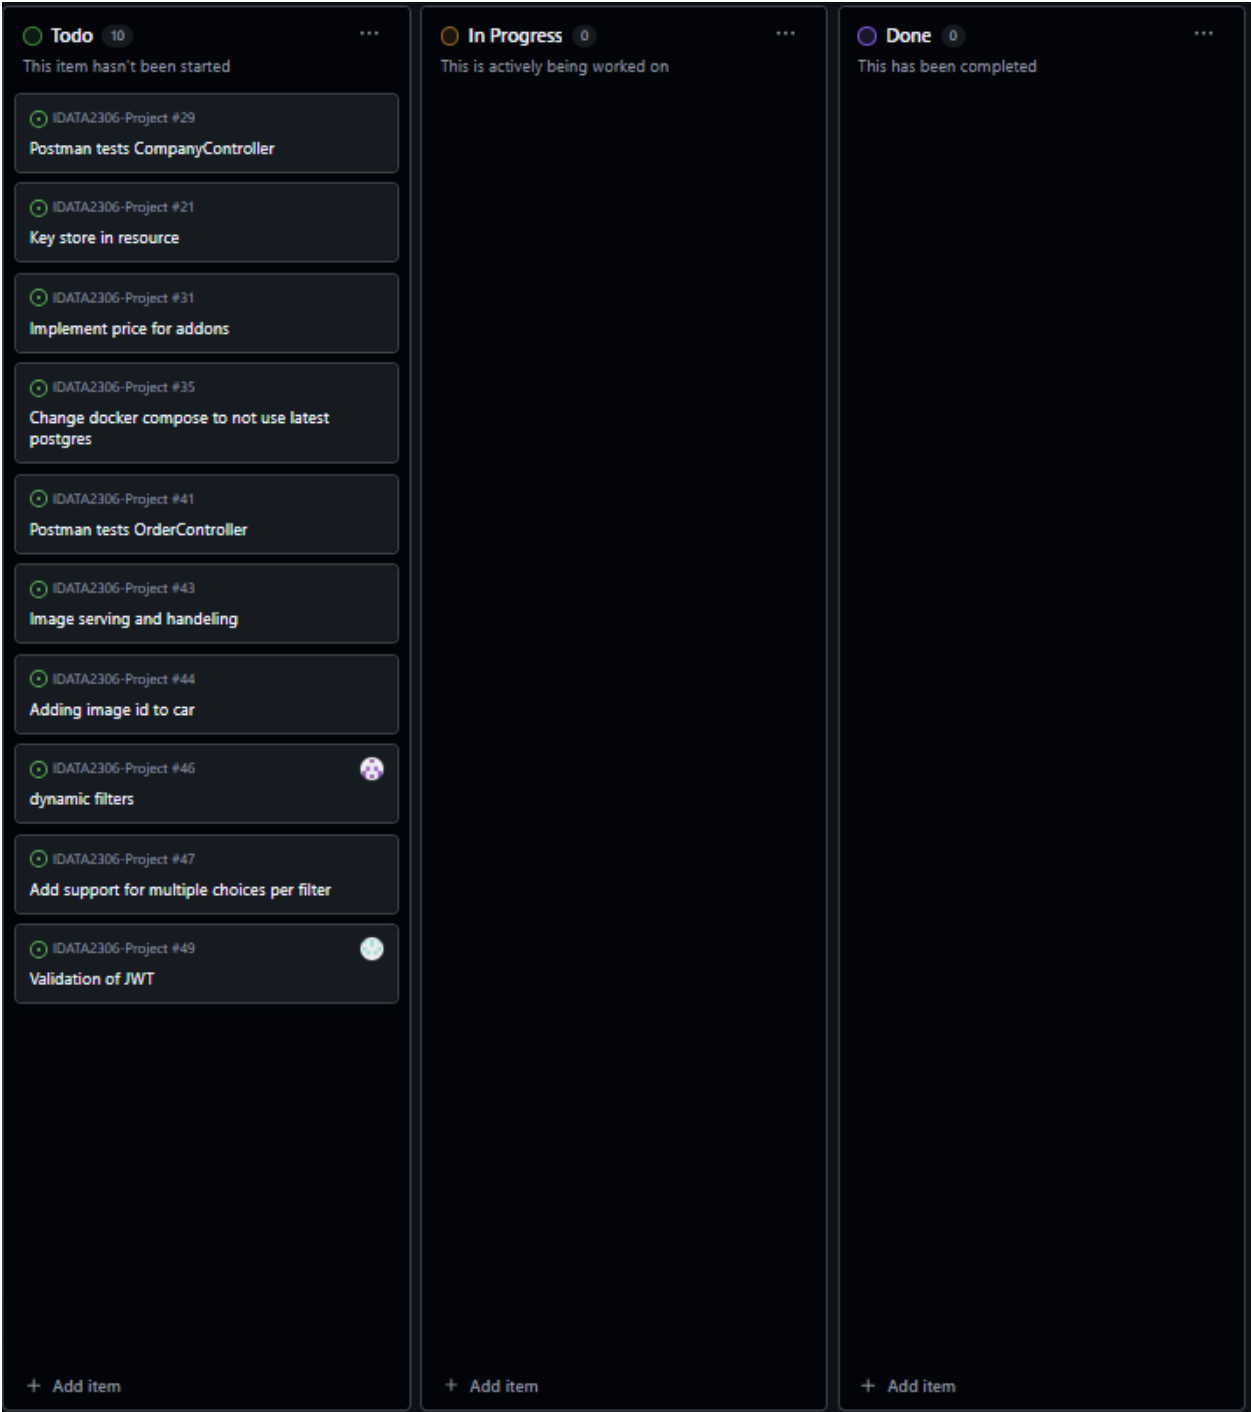 Todo 10
This item hasn't been started
IDATA2306-Project #29
Postman tests CompanyController
IDATA2306-Project #21
Key store in resource
IDATA2306-Project #31
Implement price for addons
IDATA2306-Project #35
Change docker compose to not use latest
postgres
IDATA2306-Project #41
Postman tests OrderController
IDATA2306-Project #43
Image serving and handeling
IDATA2306-Project #44
Adding image id to car
IDATA2306-Project #46
dynamic filters
IDATA2306-Project #47
Add support for multiple choices per filter
IDATA2306-Project #49
Validation of JWT
+ Add item
In Progress 0
This is actively being worked on
+ Add item
Done 0
This has been completed
+ Add item